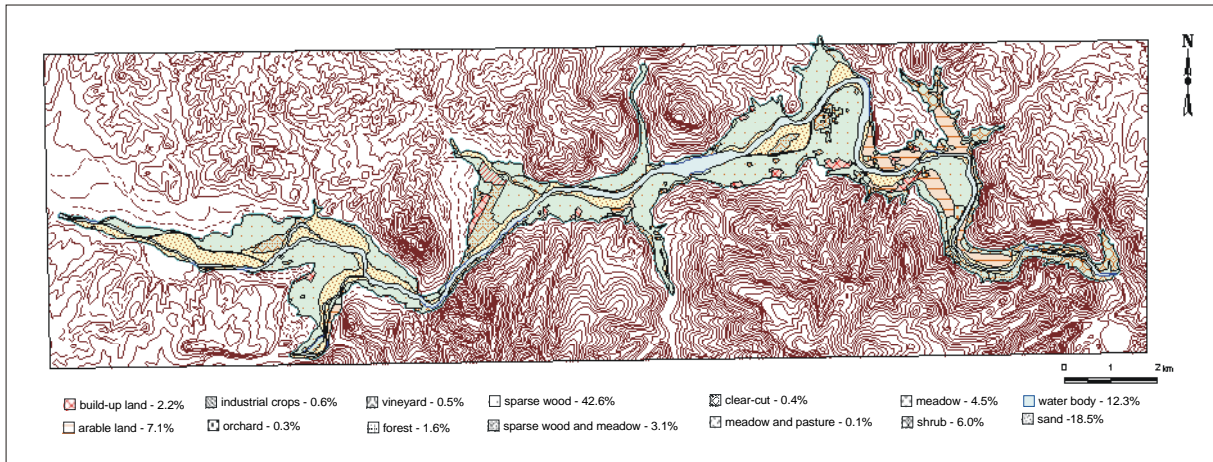 N
0 1 2 km
build-up land - 2.2% industrial crops - 0.6% vineyard - 0.5% sparse wood - 42.6% clear-cut - 0.4% meadow - 4.5% water body - 12.3%
arable land - 7.1% orchard - 0.3% forest - 1.6% sparse wood and meadow - 3.1% meadow and pasture - 0.1% shrub - 6.0% sand -18.5%